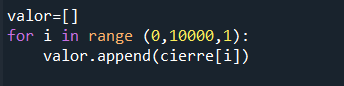 valor=[]
for i in range (0,10000,1):
    valor.append(cierre[i])